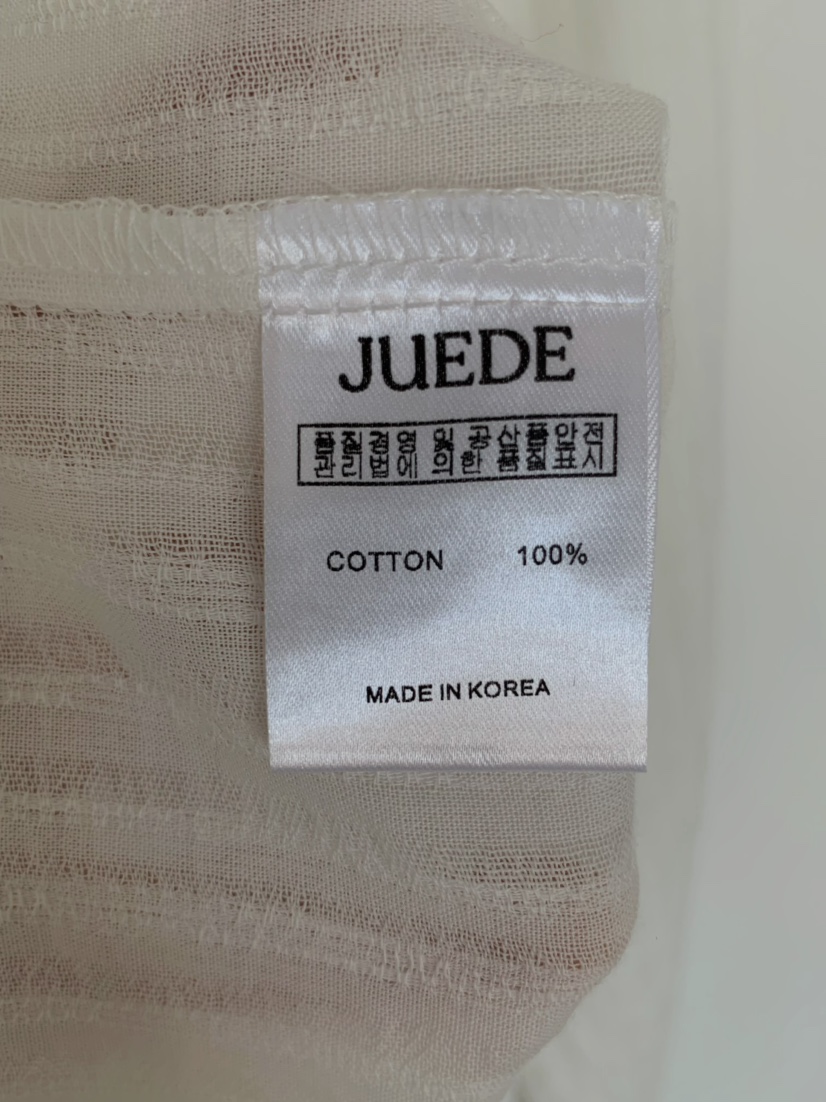 JUEDE
품질경영 및 공산품안전
관리법에 의한 품질표시
COTTON 100%
MADE IN KOREA